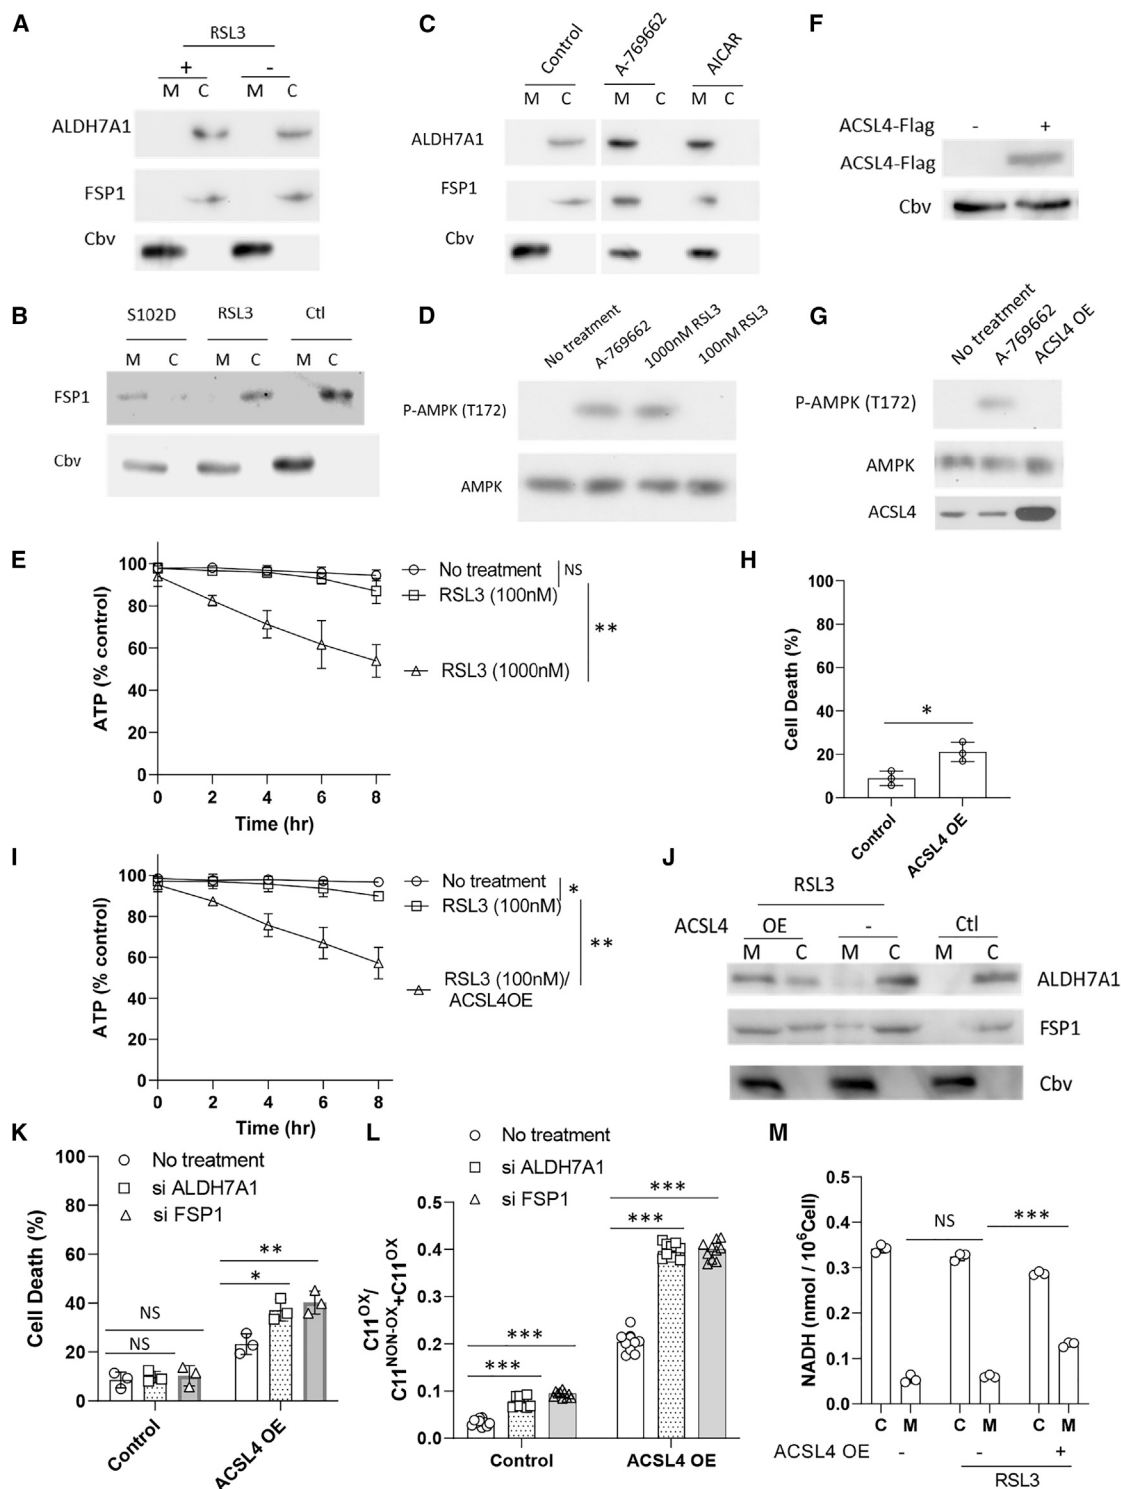 A
RSL3
+ -
M C M C
ALDH7A1
FSP1
Cbv
B
S102D RSL3 Ctl
M C M C M C
FSP1
Cbv
C
Control A-769662 AICAR
M C M C M C
ALDH7A1
FSP1
Cbv
D
No treatment A-769662 1000nM RSL3 100nM RSL3
P-AMPK (T172)
AMPK
F
ACSL4-Flag - +
ACSL4-Flag
Cbv
G
No treatment A-769662 ACSL4 OE
P-AMPK (T172)
AMPK
ACSL4
E
ATP (% control)
100
80
60
40
20
0
0 2 4 6 8
Time (hr)
No treatment
RSL3 (100nM)
RSL3 (1000nM)
NS
**
H
Cell Death (%)
100
80
60
40
20
0
*
Control ACSL4 OE
I
ATP (% control)
100
80
60
40
20
0
0 2 4 6 8
Time (hr)
No treatment
RSL3 (100nM)
RSL3 (100nM)/
ACSL4OE
*
**
J
RSL3
ACSL4 OE - Ctl
M C M C M C
ALDH7A1
FSP1
Cbv
K
No treatment
si ALDH7A1
si FSP1
Cell Death (%)
100
80
60
40
20
0
NS
NS
**
*
Control ACSL4 OE
L
No treatment
si ALDH7A1
si FSP1
C11OX/
C11NON-OX+C11OX
0.5
0.4
0.3
0.2
0.1
0.0
***
***
***
***
Control ACSL4 OE
M
NADH (nmol / 106Cell)
0.5
0.4
0.3
0.2
0.1
0.0
NS ***
C M C M C M
ACSL4 OE - - +
RSL3